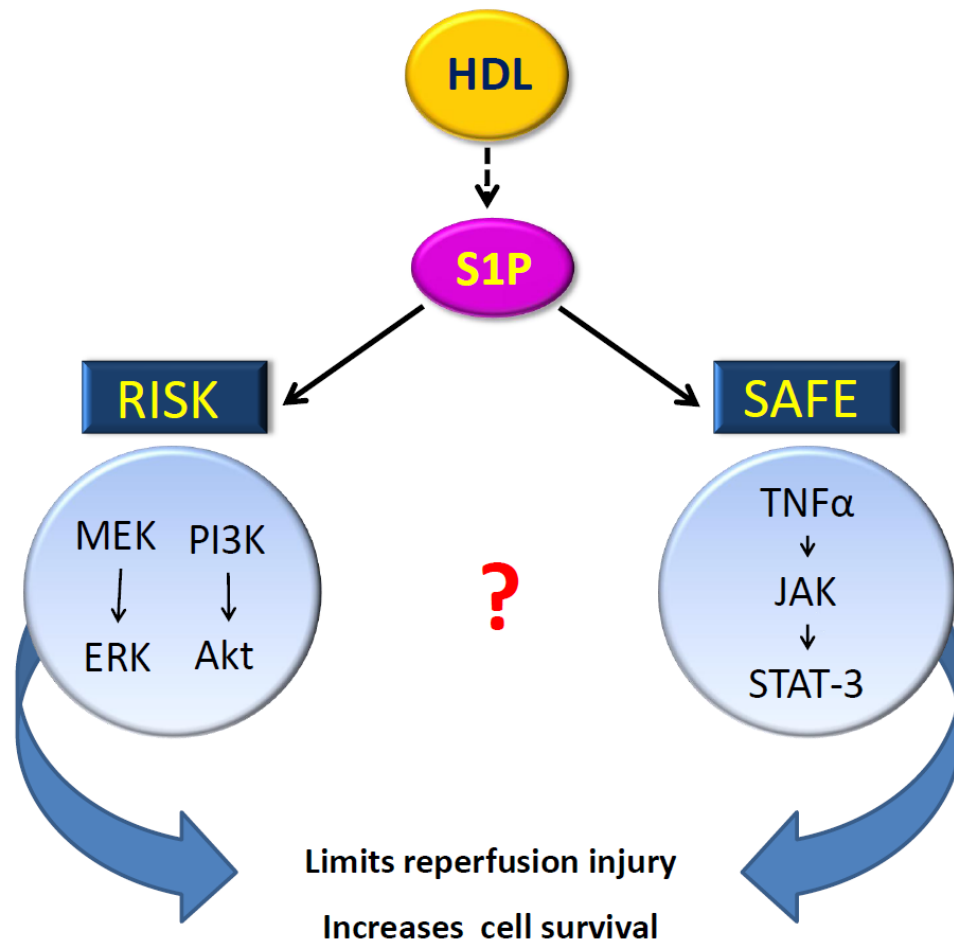 HDL
S1P
RISK
SAFE
MEK PI3K
ERK Akt
?
TNFα
JAK
STAT-3
Limits reperfusion injury
Increases cell survival